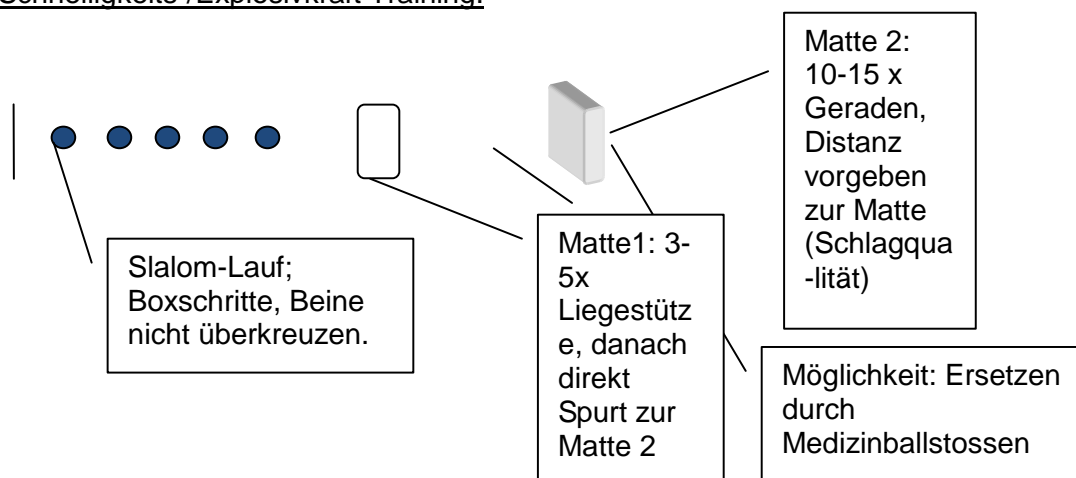 Schnelligkeits-/Explosivkraft-Training:
Matte 2:
10-15 x
Geraden,
Distanz
vorgeben
zur Matte
(Schlagqua
-lität)
Slalom-Lauf;
Boxschritte, Beine
nicht überkreuzen.
Matte1: 3-
5x
Liegestütz
e, danach
direkt
Spurt zur
Matte 2
Möglichkeit: Ersetzen
durch
Medizinballstossen